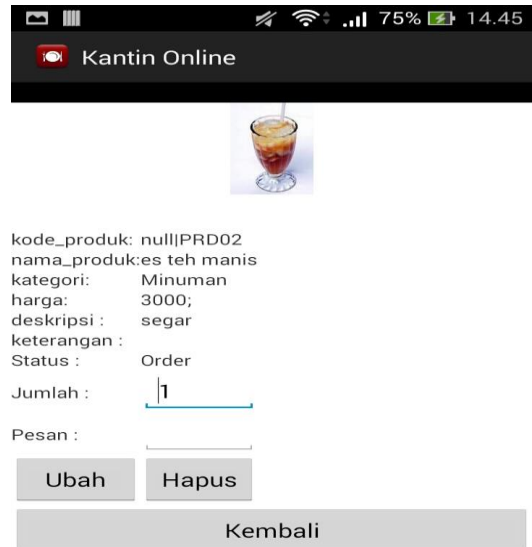 75% 14.45
Kantin Online
kode_produk: null|PRD02
nama_produk:es teh manis
kategori: Minuman
harga: 3000;
deskripsi : segar
keterangan :
Status : Order
Jumlah : 1
Pesan :
Ubah Hapus
Kembali